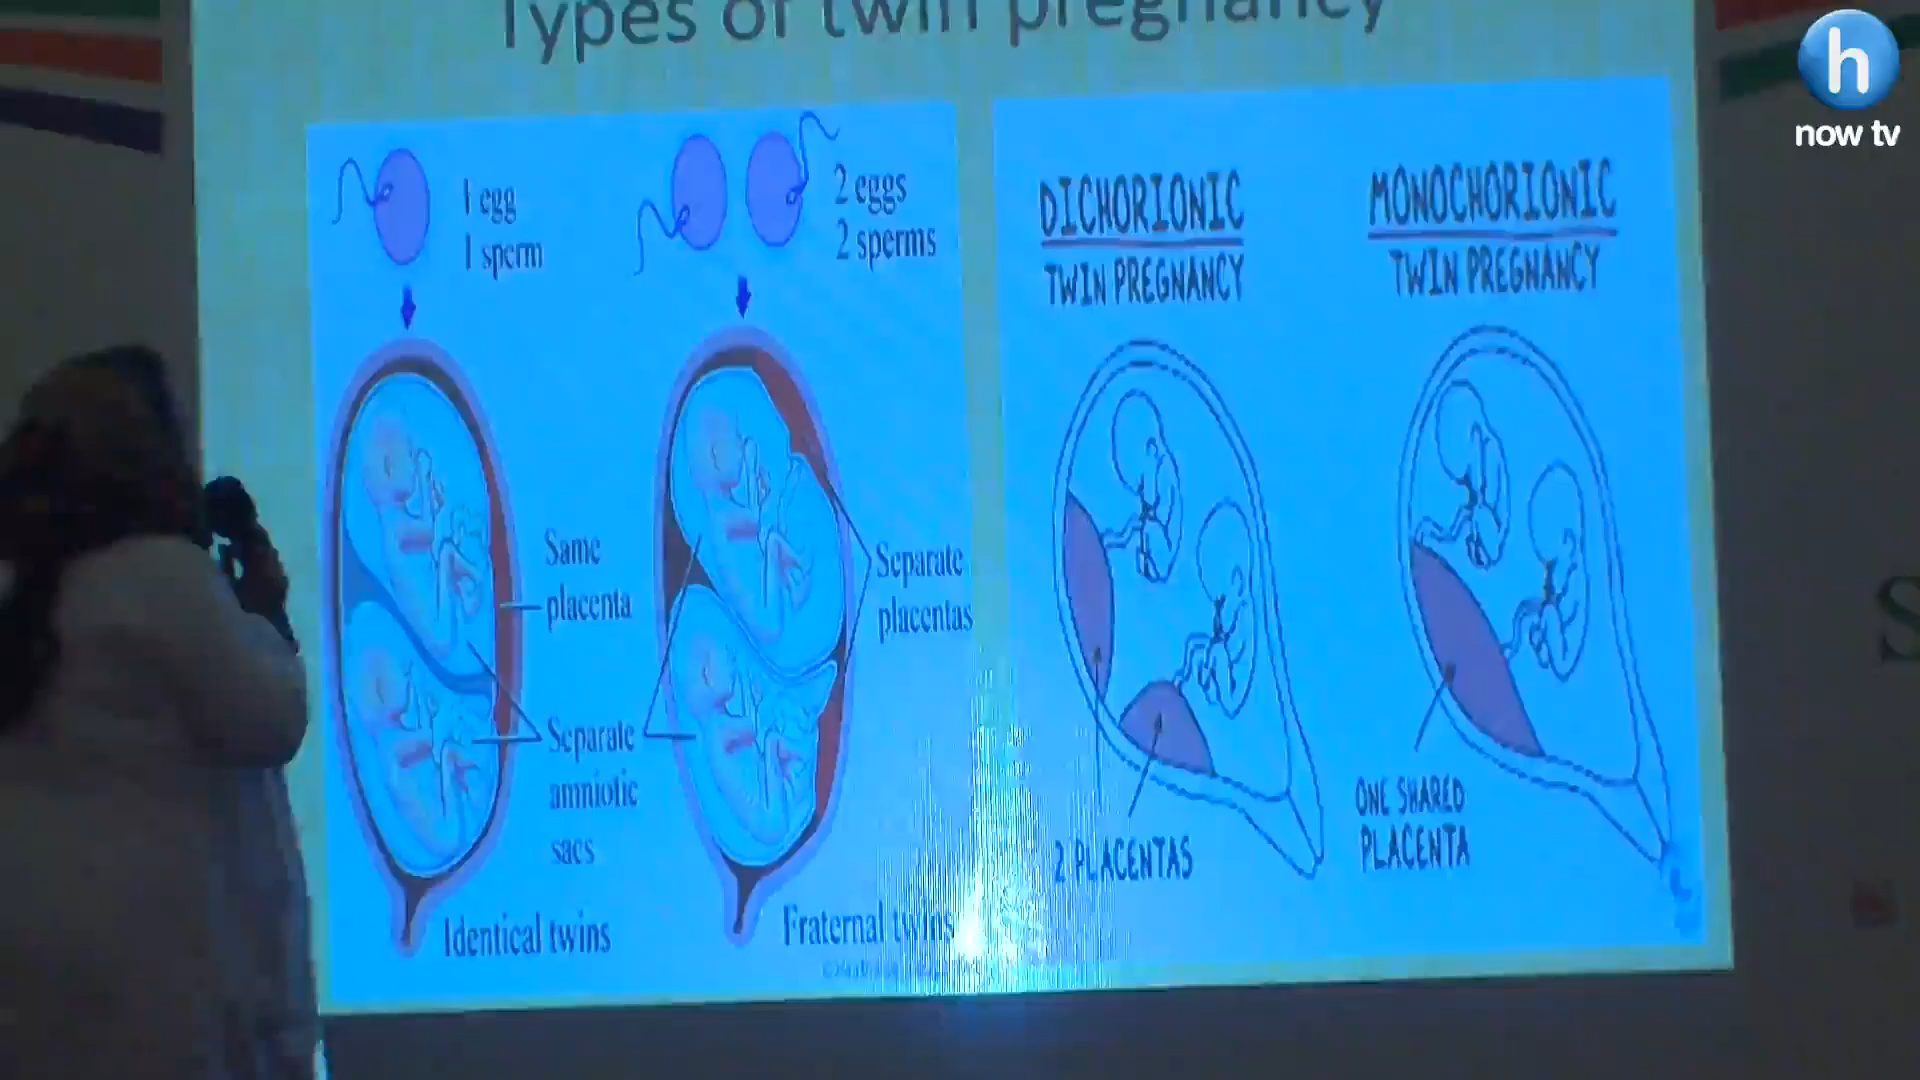 Types of twin pregnancy
h
now tv
1 egg
1 sperm
2 eggs
2 sperms
Same
placenta
Separate
amniotic
sacs
Separate
placentas
Identical twins
Fraternal twins
DICHORIONIC
TWIN PREGNANCY
2 PLACENTAS
MONOCHORIONIC
TWIN PREGNANCY
ONE SHARED
PLACENTA
S